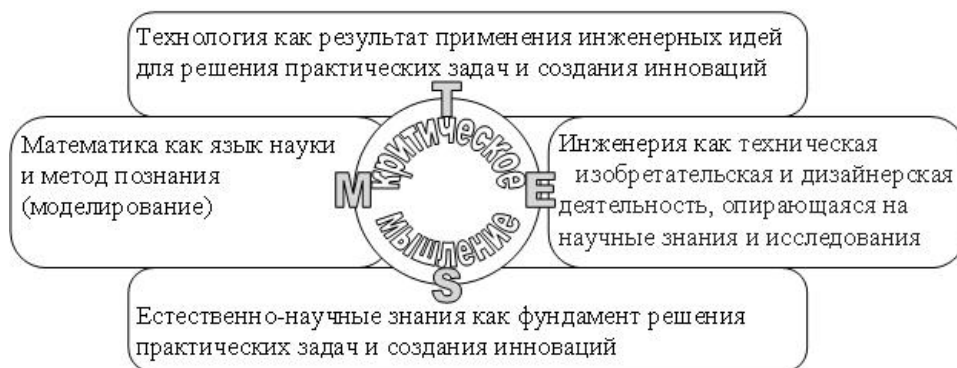 Технология как результат применения инженерных идей
для решения практических задач и создания инноваций
T
Математика как язык науки
и метод познания
(моделирование)
M
критическое
мышление
E
Инженерия как техническая
изобретательская и дизайнерская
деятельность, опирающаяся на
научные знания и исследования
S
Естественно-научные знания как фундамент решения
практических задач и создания инноваций